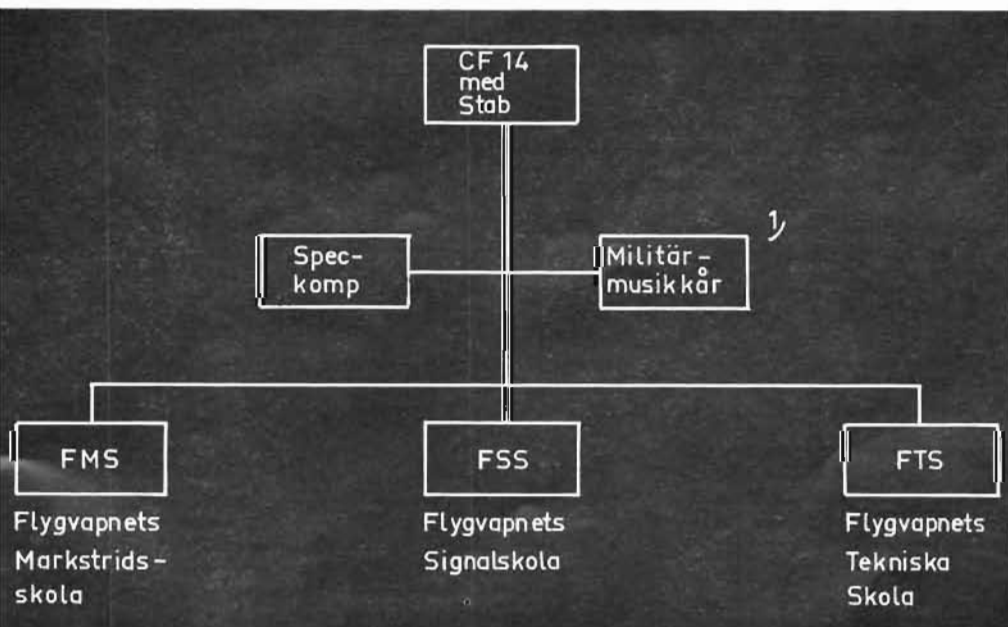 CF 14
med
Stab
Spec-
komp
Militär-
musikkår
1)
FMS
FSS
FTS
Flygvapnets
Markstrids-
skola
Flygvapnets
Signalskola
Flygvapnets
Tekniska
Skola